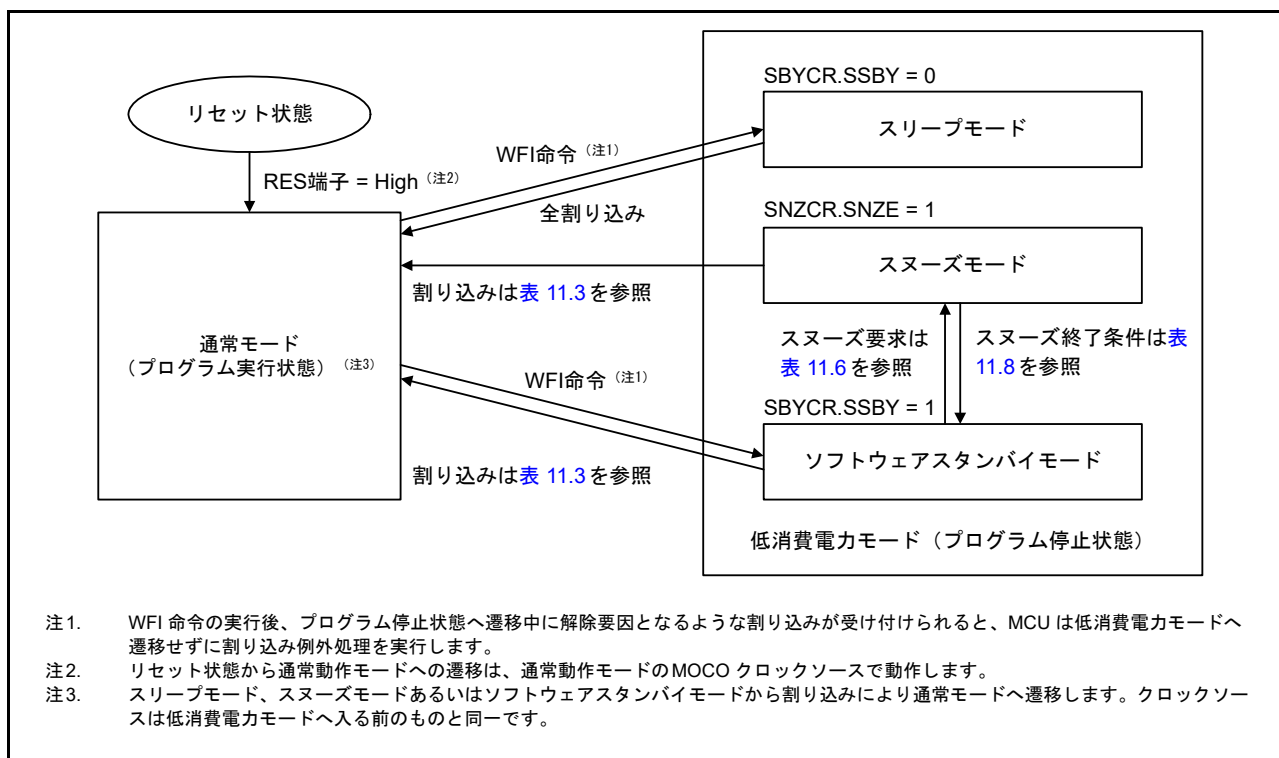 リセット状態
RES端子 = High（注2）
通常モード
（プログラム実行状態）（注3）
WFI命令（注1）
全割り込み
割り込みは表 11.3を参照
WFI命令（注1）
割り込みは表 11.3を参照
SBYCR.SSBY = 0
スリープモード
SNZCR.SNZE = 1
スヌーズモード
スヌーズ要求は
表 11.6を参照
スヌーズ終了条件は表
11.8を参照
SBYCR.SSBY = 1
ソフトウェアスタンバイモード
低消費電力モード（プログラム停止状態）
注1. WFI 命令の実行後、プログラム停止状態へ遷移中に解除要因となるような割り込みが受け付けられると、MCU は低消費電力モードへ
遷移せずに割り込み例外処理を実行します。
注2. リセット状態から通常動作モードへの遷移は、通常動作モードのMOCO クロックソースで動作します。
注3. スリープモード、スヌーズモードあるいはソフトウェアスタンバイモードから割り込みにより通常モードへ遷移します。クロックソー
スは低消費電力モードへ入る前のものと同一です。